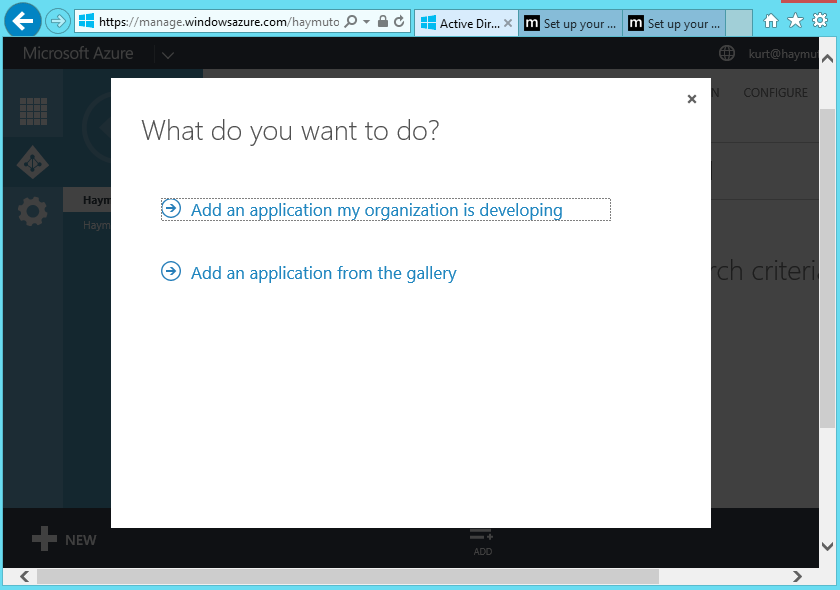 https://manage.windowsazure.com/haymuto
Active Dir...
Set up your ...
Set up your ...
Microsoft Azure
kurt@haymut
N
CONFIGURE
What do you want to do?
Haym
Add an application my organization is developing
Haym
Add an application from the gallery
rch criteria
NEW
ADD